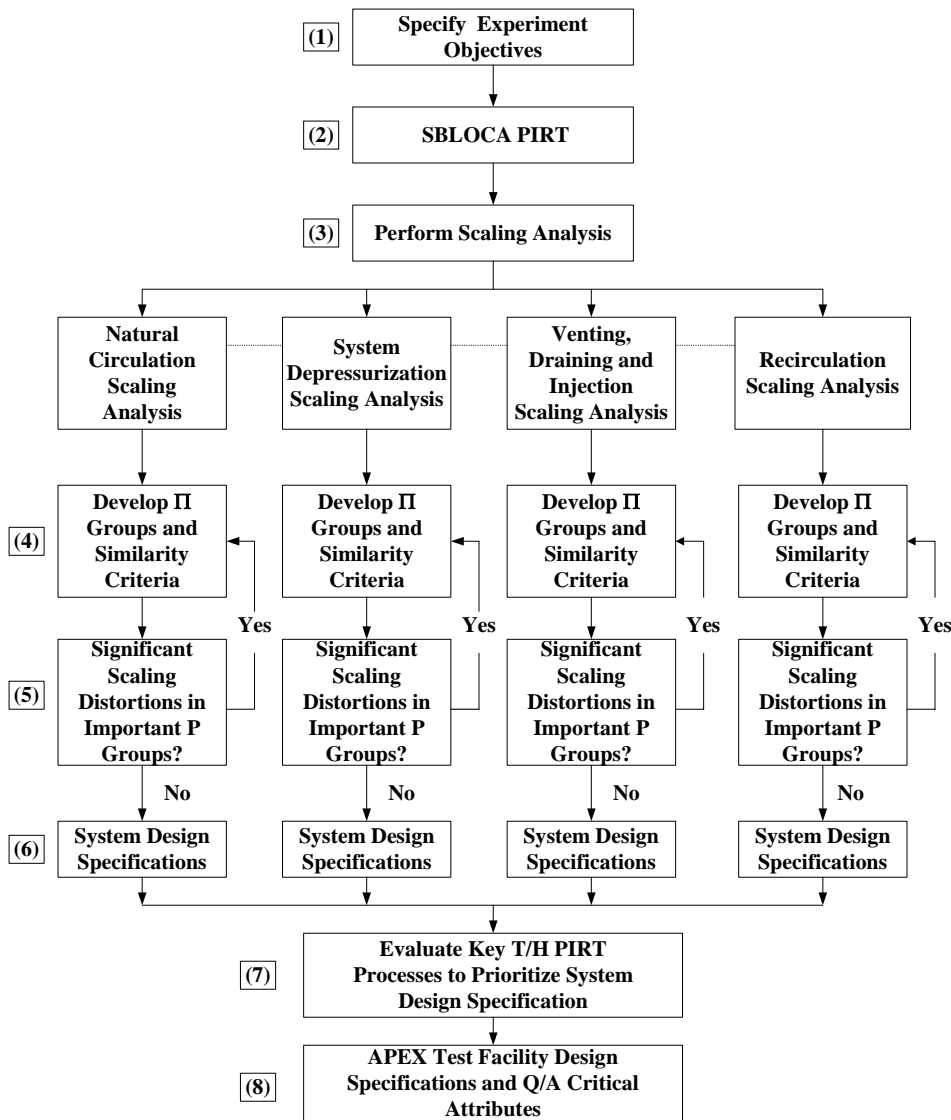 (1)
Specify Experiment
Objectives
(2)
SBLOCA PIRT
(3)
Perform Scaling Analysis
Natural
Circulation
Scaling
Analysis
System
Depressurization
Scaling Analysis
Venting,
Draining and
Injection
Scaling Analysis
Recirculation
Scaling Analysis
(4)
Develop Π
Groups and
Similarity
Criteria
Develop Π
Groups and
Similarity
Criteria
Develop Π
Groups and
Similarity
Criteria
Develop Π
Groups and
Similarity
Criteria
Yes
Yes
Yes
Yes
(5)
Significant
Scaling
Distortions in
Important P
Groups?
Significant
Scaling
Distortions in
Important P
Groups?
Significant
Scaling
Distortions in
Important P
Groups?
Significant
Scaling
Distortions in
Important P
Groups?
No
No
No
No
(6)
System Design
Specifications
System Design
Specifications
System Design
Specifications
System Design
Specifications
(7)
Evaluate Key T/H PIRT
Processes to Prioritize System
Design Specification
(8)
APEX Test Facility Design
Specifications and Q/A Critical
Attributes